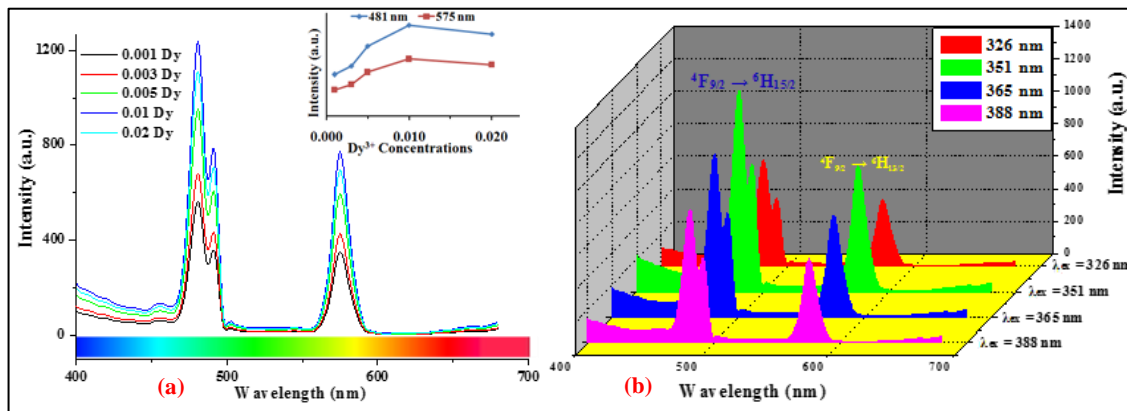 481 nm 575 nm
0.001 Dy
0.003 Dy
0.005 Dy
0.01 Dy
0.02 Dy
Intensity (a.u.)
0.000 0.010 0.020
Dy³⁺ Concentrations
1200
800
400
0
Intensity (a.u.)
400 500 600 700
Wavelength (nm)
(a)
326 nm
351 nm
365 nm
388 nm
⁴F9/2 → ⁶H15/2
⁴F9/2 → ⁶H13/2
1400
1200
1000
800
600
400
200
0
Intensity (a.u.)
λex = 326 nm
λex = 351 nm
λex = 365 nm
λex = 388 nm
400 500 600 700
Wavelength (nm)
(b)